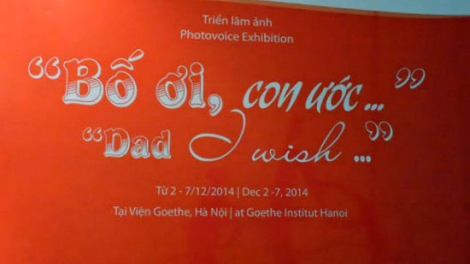 Triển lãm ảnh
Photovoice Exhibition
“Bố ơi, con ước...”
“Dad I wish ...”
Từ 2 - 7/12/2014 | Dec 2-7, 2014
Tại Viện Goethe, Hà Nội | at Goethe Institut Hanoi